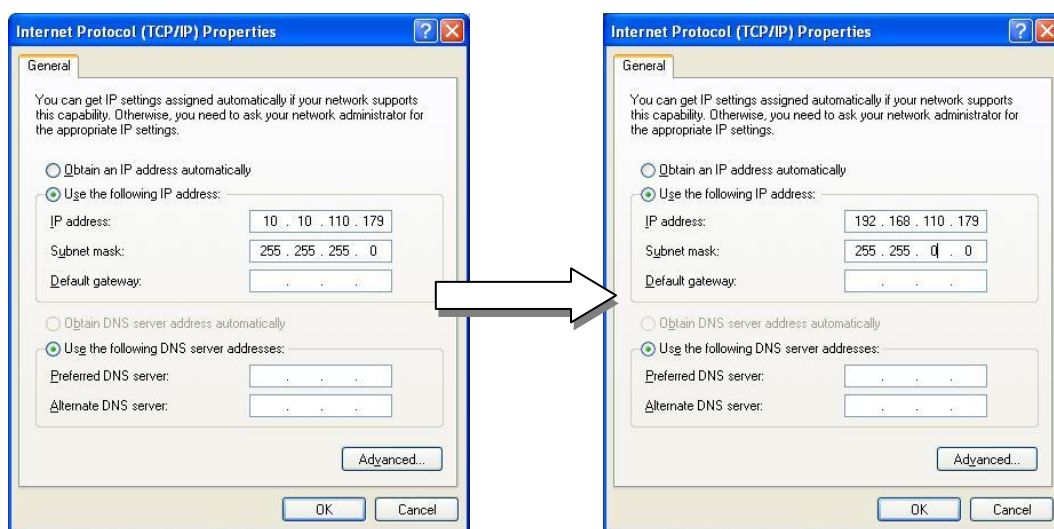 Internet Protocol (TCP/IP) Properties
General
You can get IP settings assigned automatically if your network supports
this capability. Otherwise, you need to ask your network administrator for
the appropriate IP settings.
Obtain an IP address automatically
Use the following IP address:
IP address: 10 . 10 . 110 . 179
Subnet mask: 255 . 255 . 255 . 0
Default gateway: . . .
Obtain DNS server address automatically
Use the following DNS server addresses:
Preferred DNS server: . . .
Alternate DNS server: . . .
Advanced...
OK Cancel
Internet Protocol (TCP/IP) Properties
General
You can get IP settings assigned automatically if your network supports
this capability. Otherwise, you need to ask your network administrator for
the appropriate IP settings.
Obtain an IP address automatically
Use the following IP address:
IP address: 192 . 168 . 110 . 179
Subnet mask: 255 . 255 . 0 . 0
Default gateway: . . .
Obtain DNS server address automatically
Use the following DNS server addresses:
Preferred DNS server: . . .
Alternate DNS server: . . .
Advanced...
OK Cancel